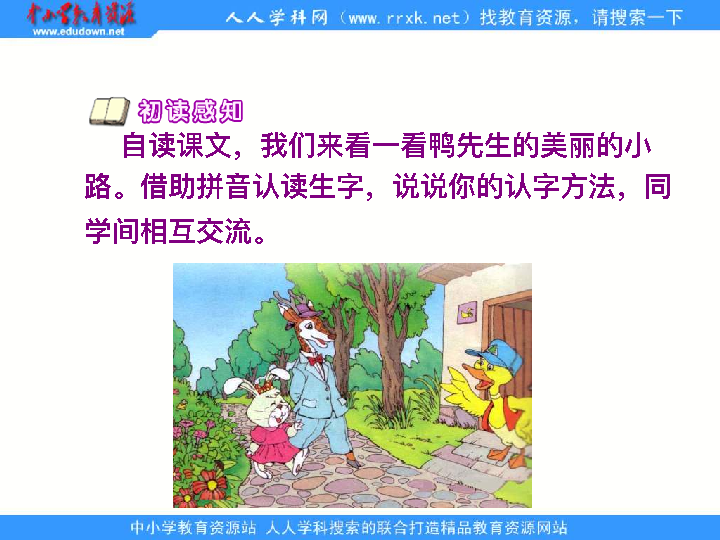 中小学教育资源
www.edudown.net
人人学科网（www.rrxk.net）找教育资源，请搜索一下
初读感知
自读课文，我们来看一看鸭先生的美丽的小
路。借助拼音认读生字，说说你的认字方法，同
学间相互交流。
中小学教育资源站 人人学科搜索的联合打造精品教育资源网站